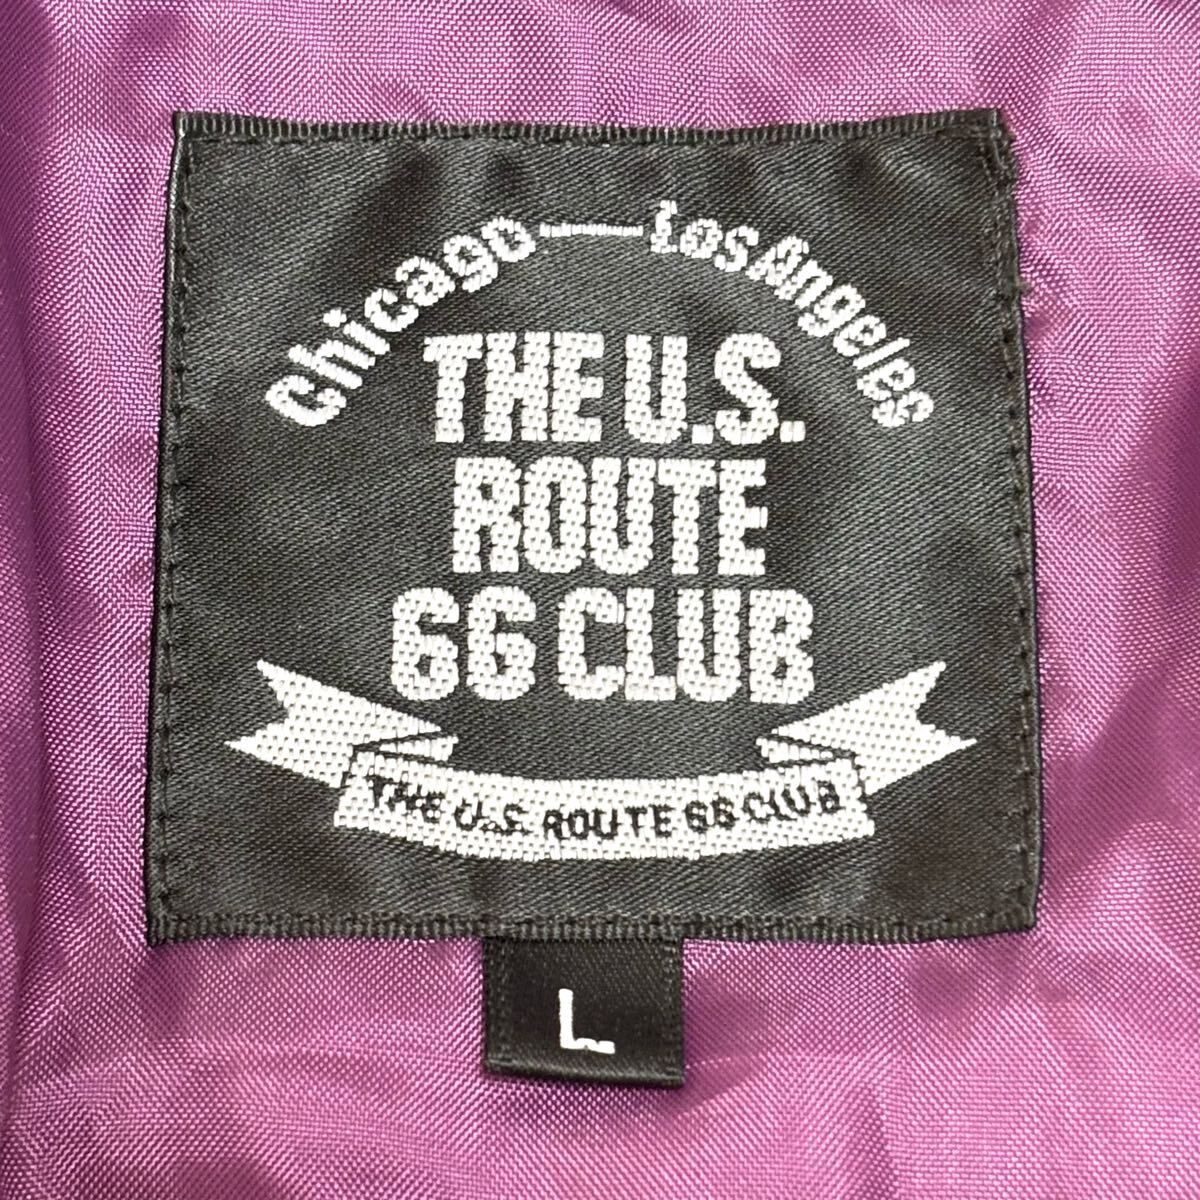 Chicago — Los Angeles
THE U.S.
ROUTE
66 CLUB
THE U.S. ROUTE 66 CLUB
L